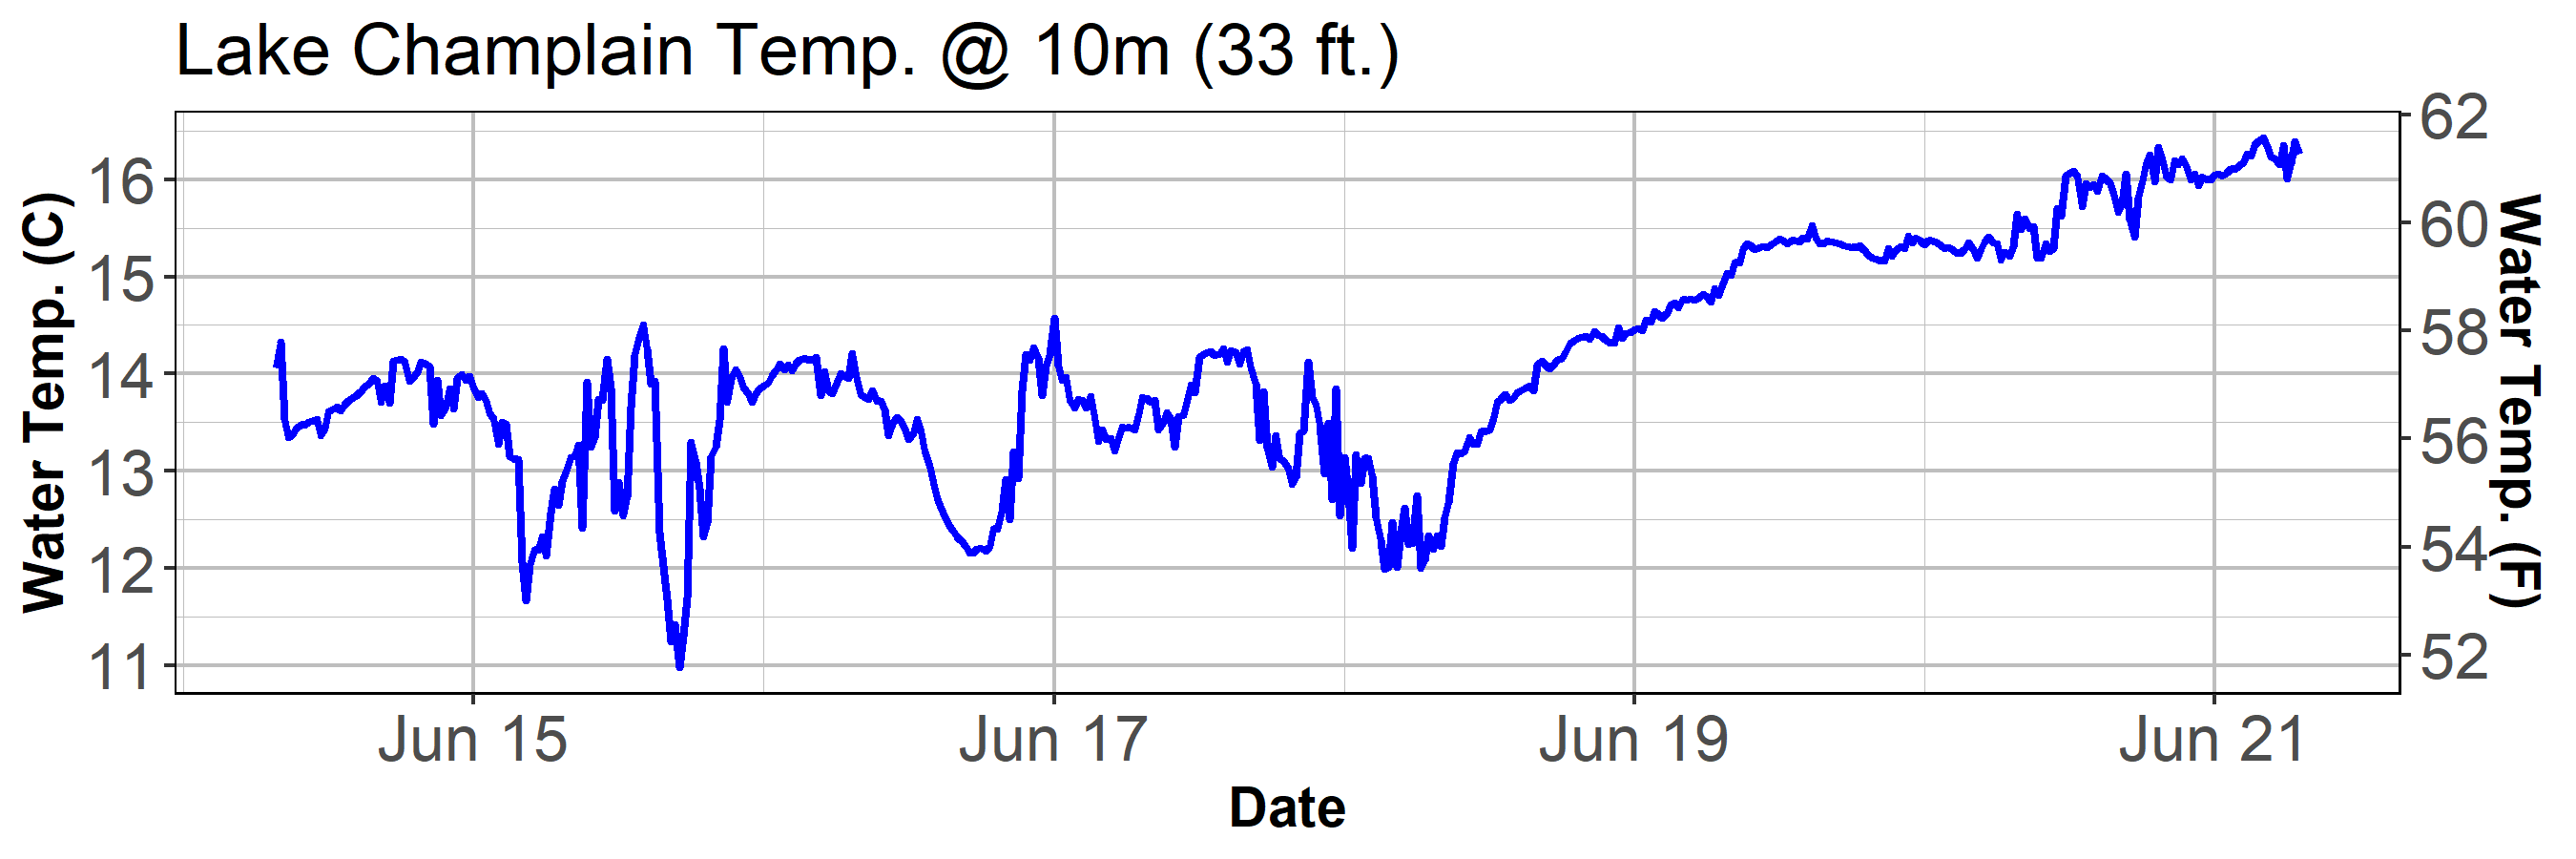 Lake Champlain Temp. @ 10m (33 ft.)
Water Temp. (C)
16
15
14
13
12
11
62
60
58
56
54
52
Water Temp. (F)
Jun 15 Jun 17 Jun 19 Jun 21
Date